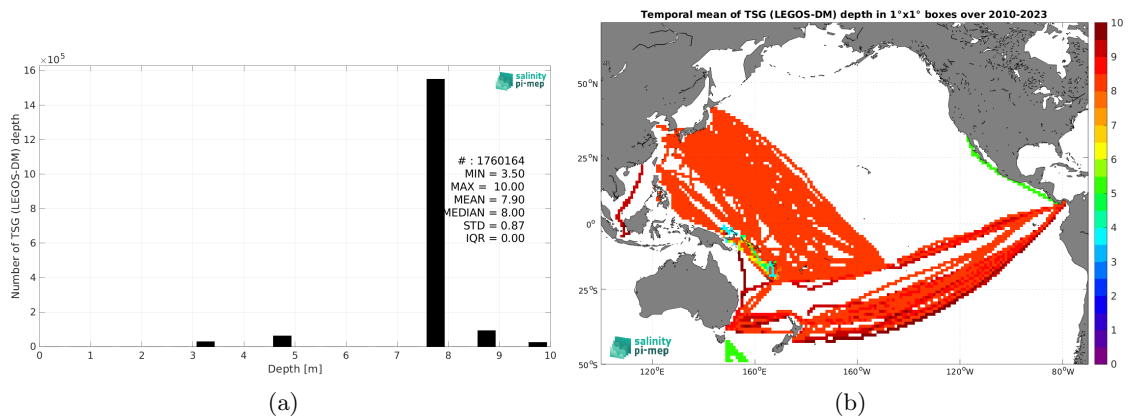 ×10⁵
16
14
12
10
8
6
4
2
0
Number of TSG (LEGOS-DM) depth
salinity
pi-mep
# : 1760164
MIN = 3.50
MAX = 10.00
MEAN = 7.90
MEDIAN = 8.00
STD = 0.87
IQR = 0.00
0 1 2 3 4 5 6 7 8 9 10
Depth [m]
(a)
Temporal mean of TSG (LEGOS-DM) depth in 1°x1° boxes over 2010-2023
50°N
25°N
0°
25°S
50°S
salinity
pi-mep
120°E 160°E 160°W 120°W 80°W
10
9
8
7
6
5
4
3
2
1
0
(b)